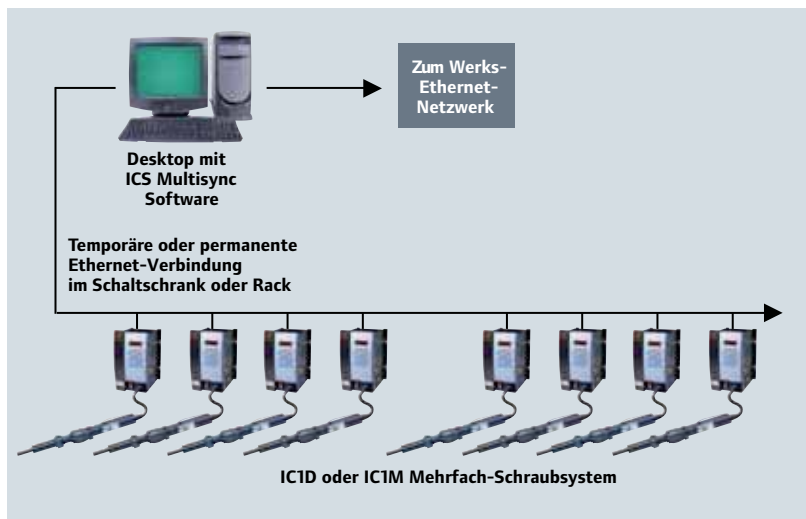 Zum Werks-
Ethernet-
Netzwerk
Desktop mit
ICS Multisync
Software
Temporäre oder permanente
Ethernet-Verbindung
im Schaltschrank oder Rack
IC1D oder IC1M Mehrfach-Schraubsystem